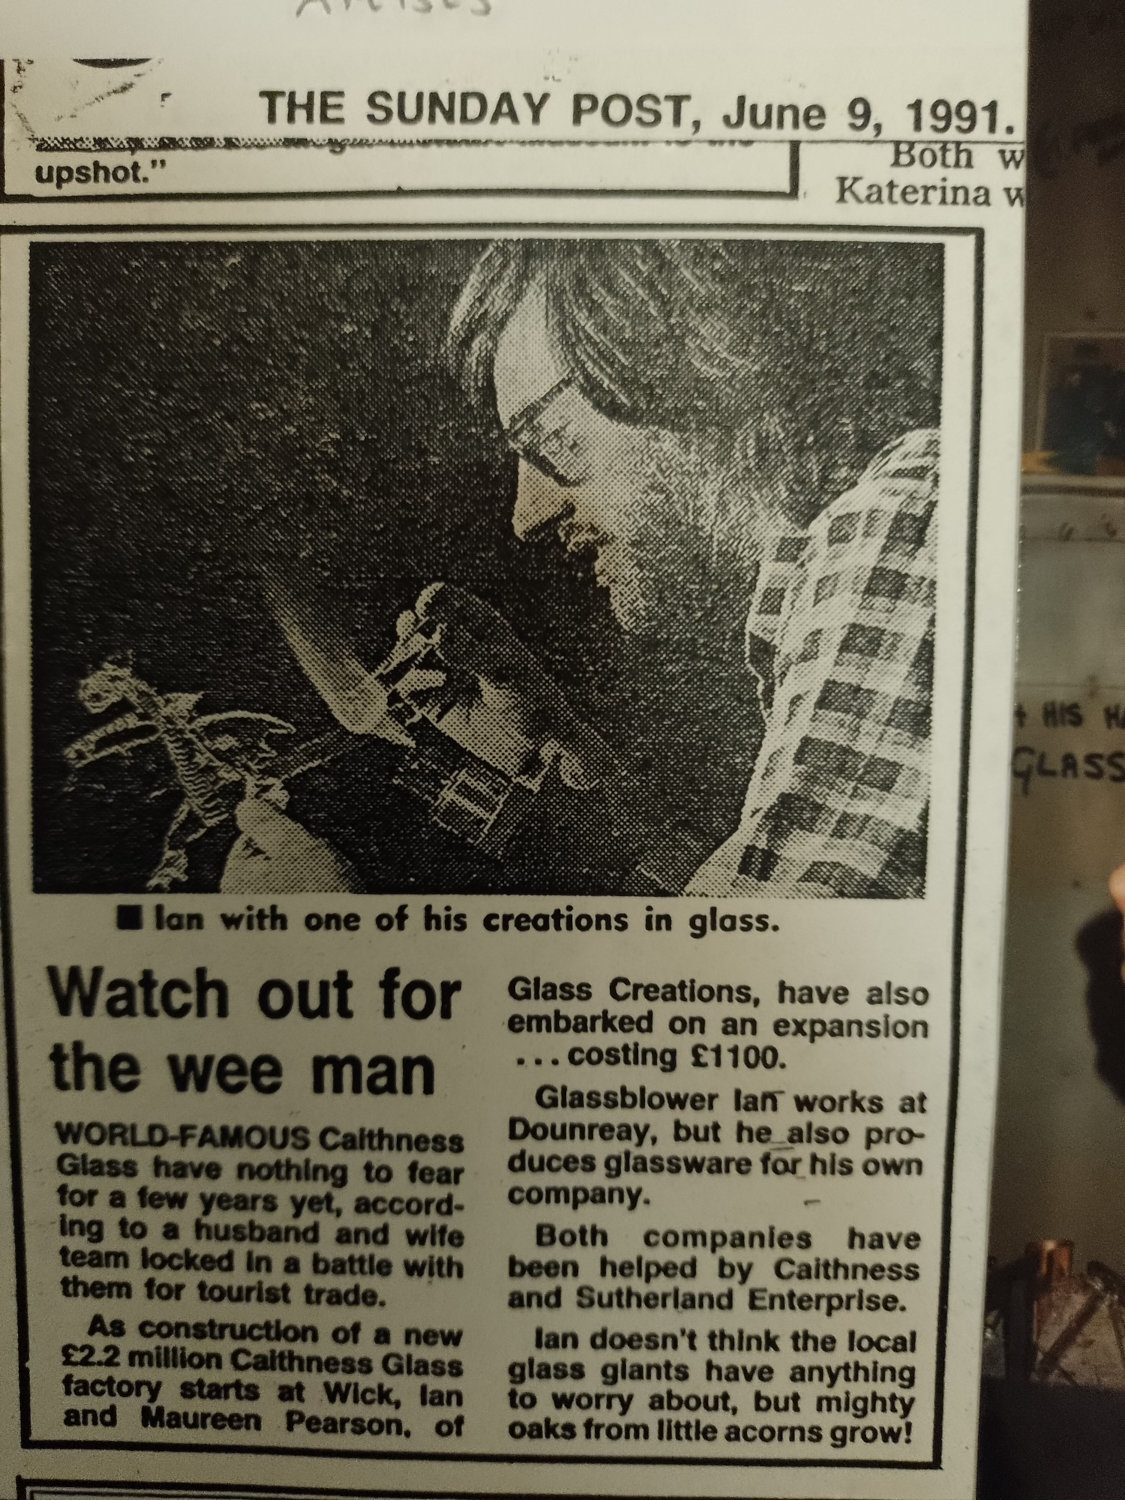 Artists
THE SUNDAY POST, June 9, 1991.
upshot.”
Both w
Katerina w
■ Ian with one of his creations in glass.
Watch out for
the wee man
WORLD-FAMOUS Caithness
Glass have nothing to fear
for a few years yet, accord-
ing to a husband and wife
team locked in a battle with
them for tourist trade.
As construction of a new
£2.2 million Caithness Glass
factory starts at Wick, Ian
and Maureen Pearson, of
Glass Creations, have also
embarked on an expansion
... costing £1100.
Glassblower Ian works at
Dounreay, but he also pro-
duces glassware for his own
company.
Both companies have
been helped by Caithness
and Sutherland Enterprise.
Ian doesn't think the local
glass giants have anything
to worry about, but mighty
oaks from little acorns grow!
HIS
GLASS